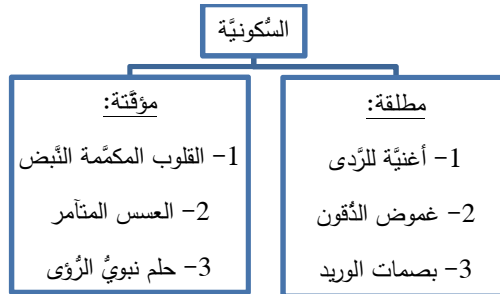 السُّكونيَّة
مطلقة:
1- أغنيَّة للرَّدى
2- غموض الذُّقون
3- بصمات الوريد
مؤقَّتة:
1- القلوب المكمَّمة النَّبض
2- العسس المتآمر
3- حلم نبويُّ الرُّؤى